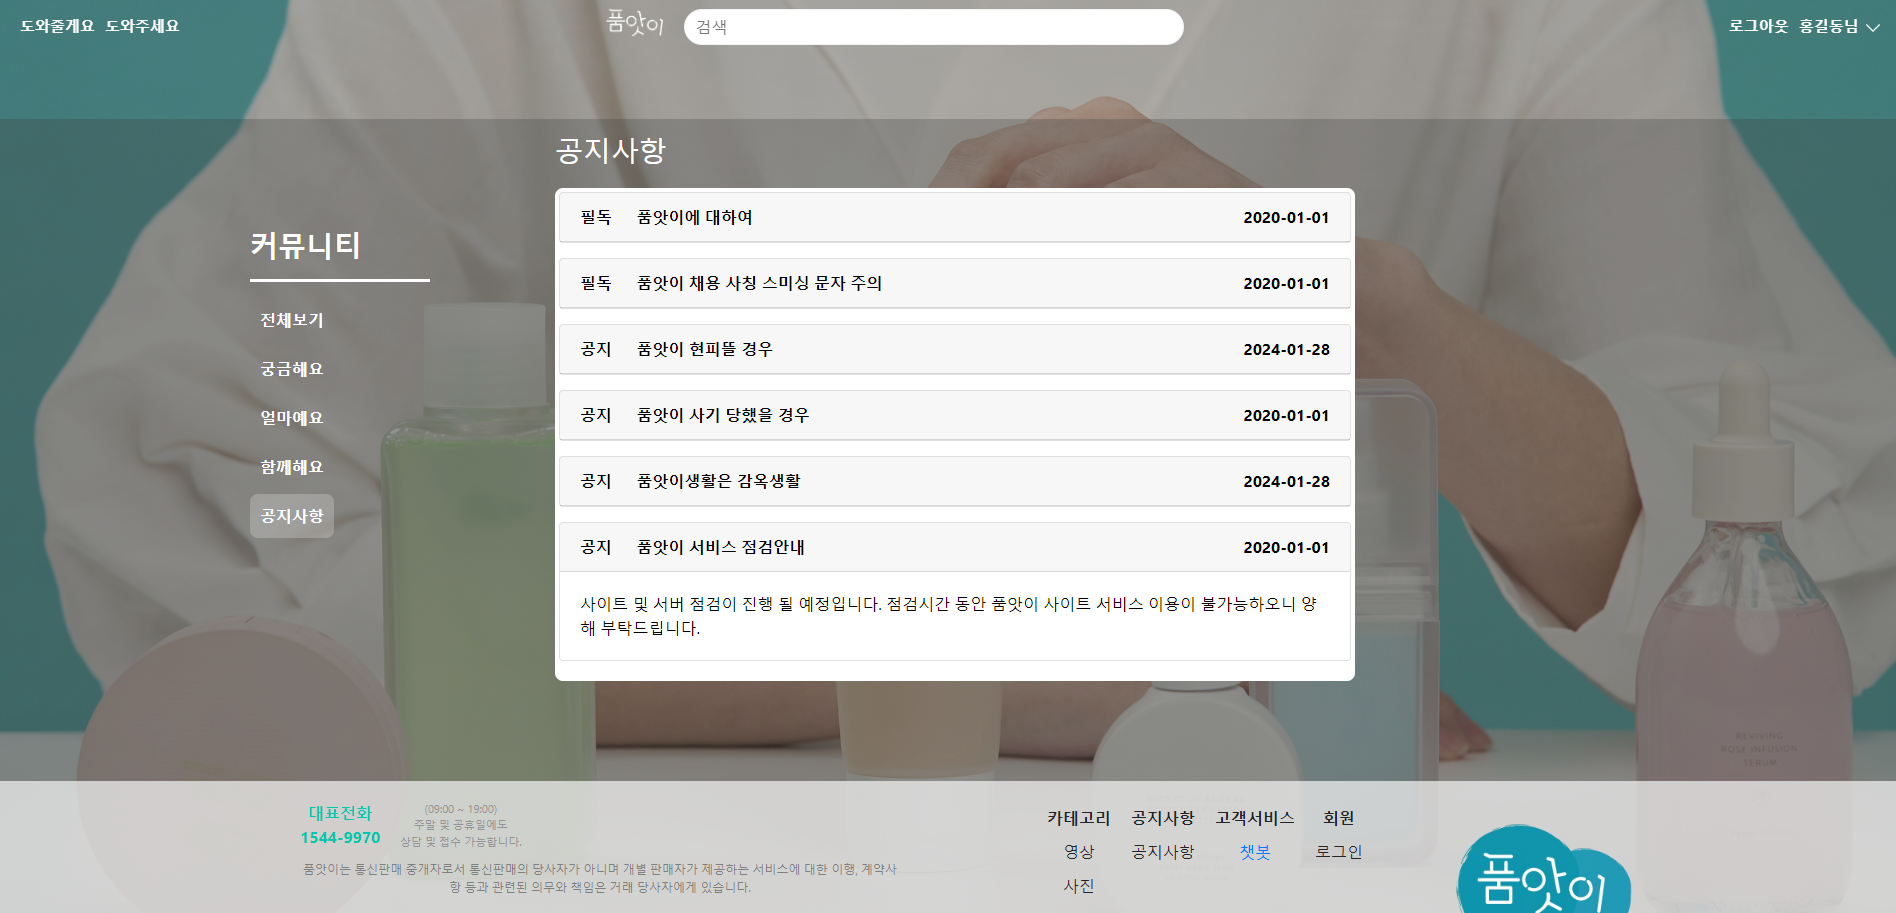 도와줄게요 도와주세요
품앗이
검색
로그아웃 홍길동님
공지사항
필독 품앗이에 대하여 2020-01-01
커뮤니티
필독 품앗이 채용 사칭 스미싱 문자 주의 2020-01-01
전체보기
공지 품앗이 현피뜰 경우 2024-01-28
궁금해요
얼마예요
공지 품앗이 사기 당했을 경우 2020-01-01
함께해요
공지 품앗이생활은 감옥생활 2024-01-28
공지사항
공지 품앗이 서비스 점검안내 2020-01-01
사이트 및 서버 점검이 진행 될 예정입니다. 점검시간 동안 품앗이 사이트 서비스 이용이 불가능하오니 양
해 부탁드립니다.
REVIVING
ROSE INFUSION
SERUM
대표전화
1544-9970
(09:00 ~ 19:00)
주말 및 공휴일에도
상담 및 접수 가능합니다.
품앗이는 통신판매 중개자로서 통신판매의 당사자가 아니며 개별 판매자가 제공하는 서비스에 대한 이행, 계약사
항 등과 관련된 의무와 책임은 거래 당사자에게 있습니다.
카테고리 공지사항 고객서비스 회원
영상 공지사항 챗봇 로그인
사진
품앗이